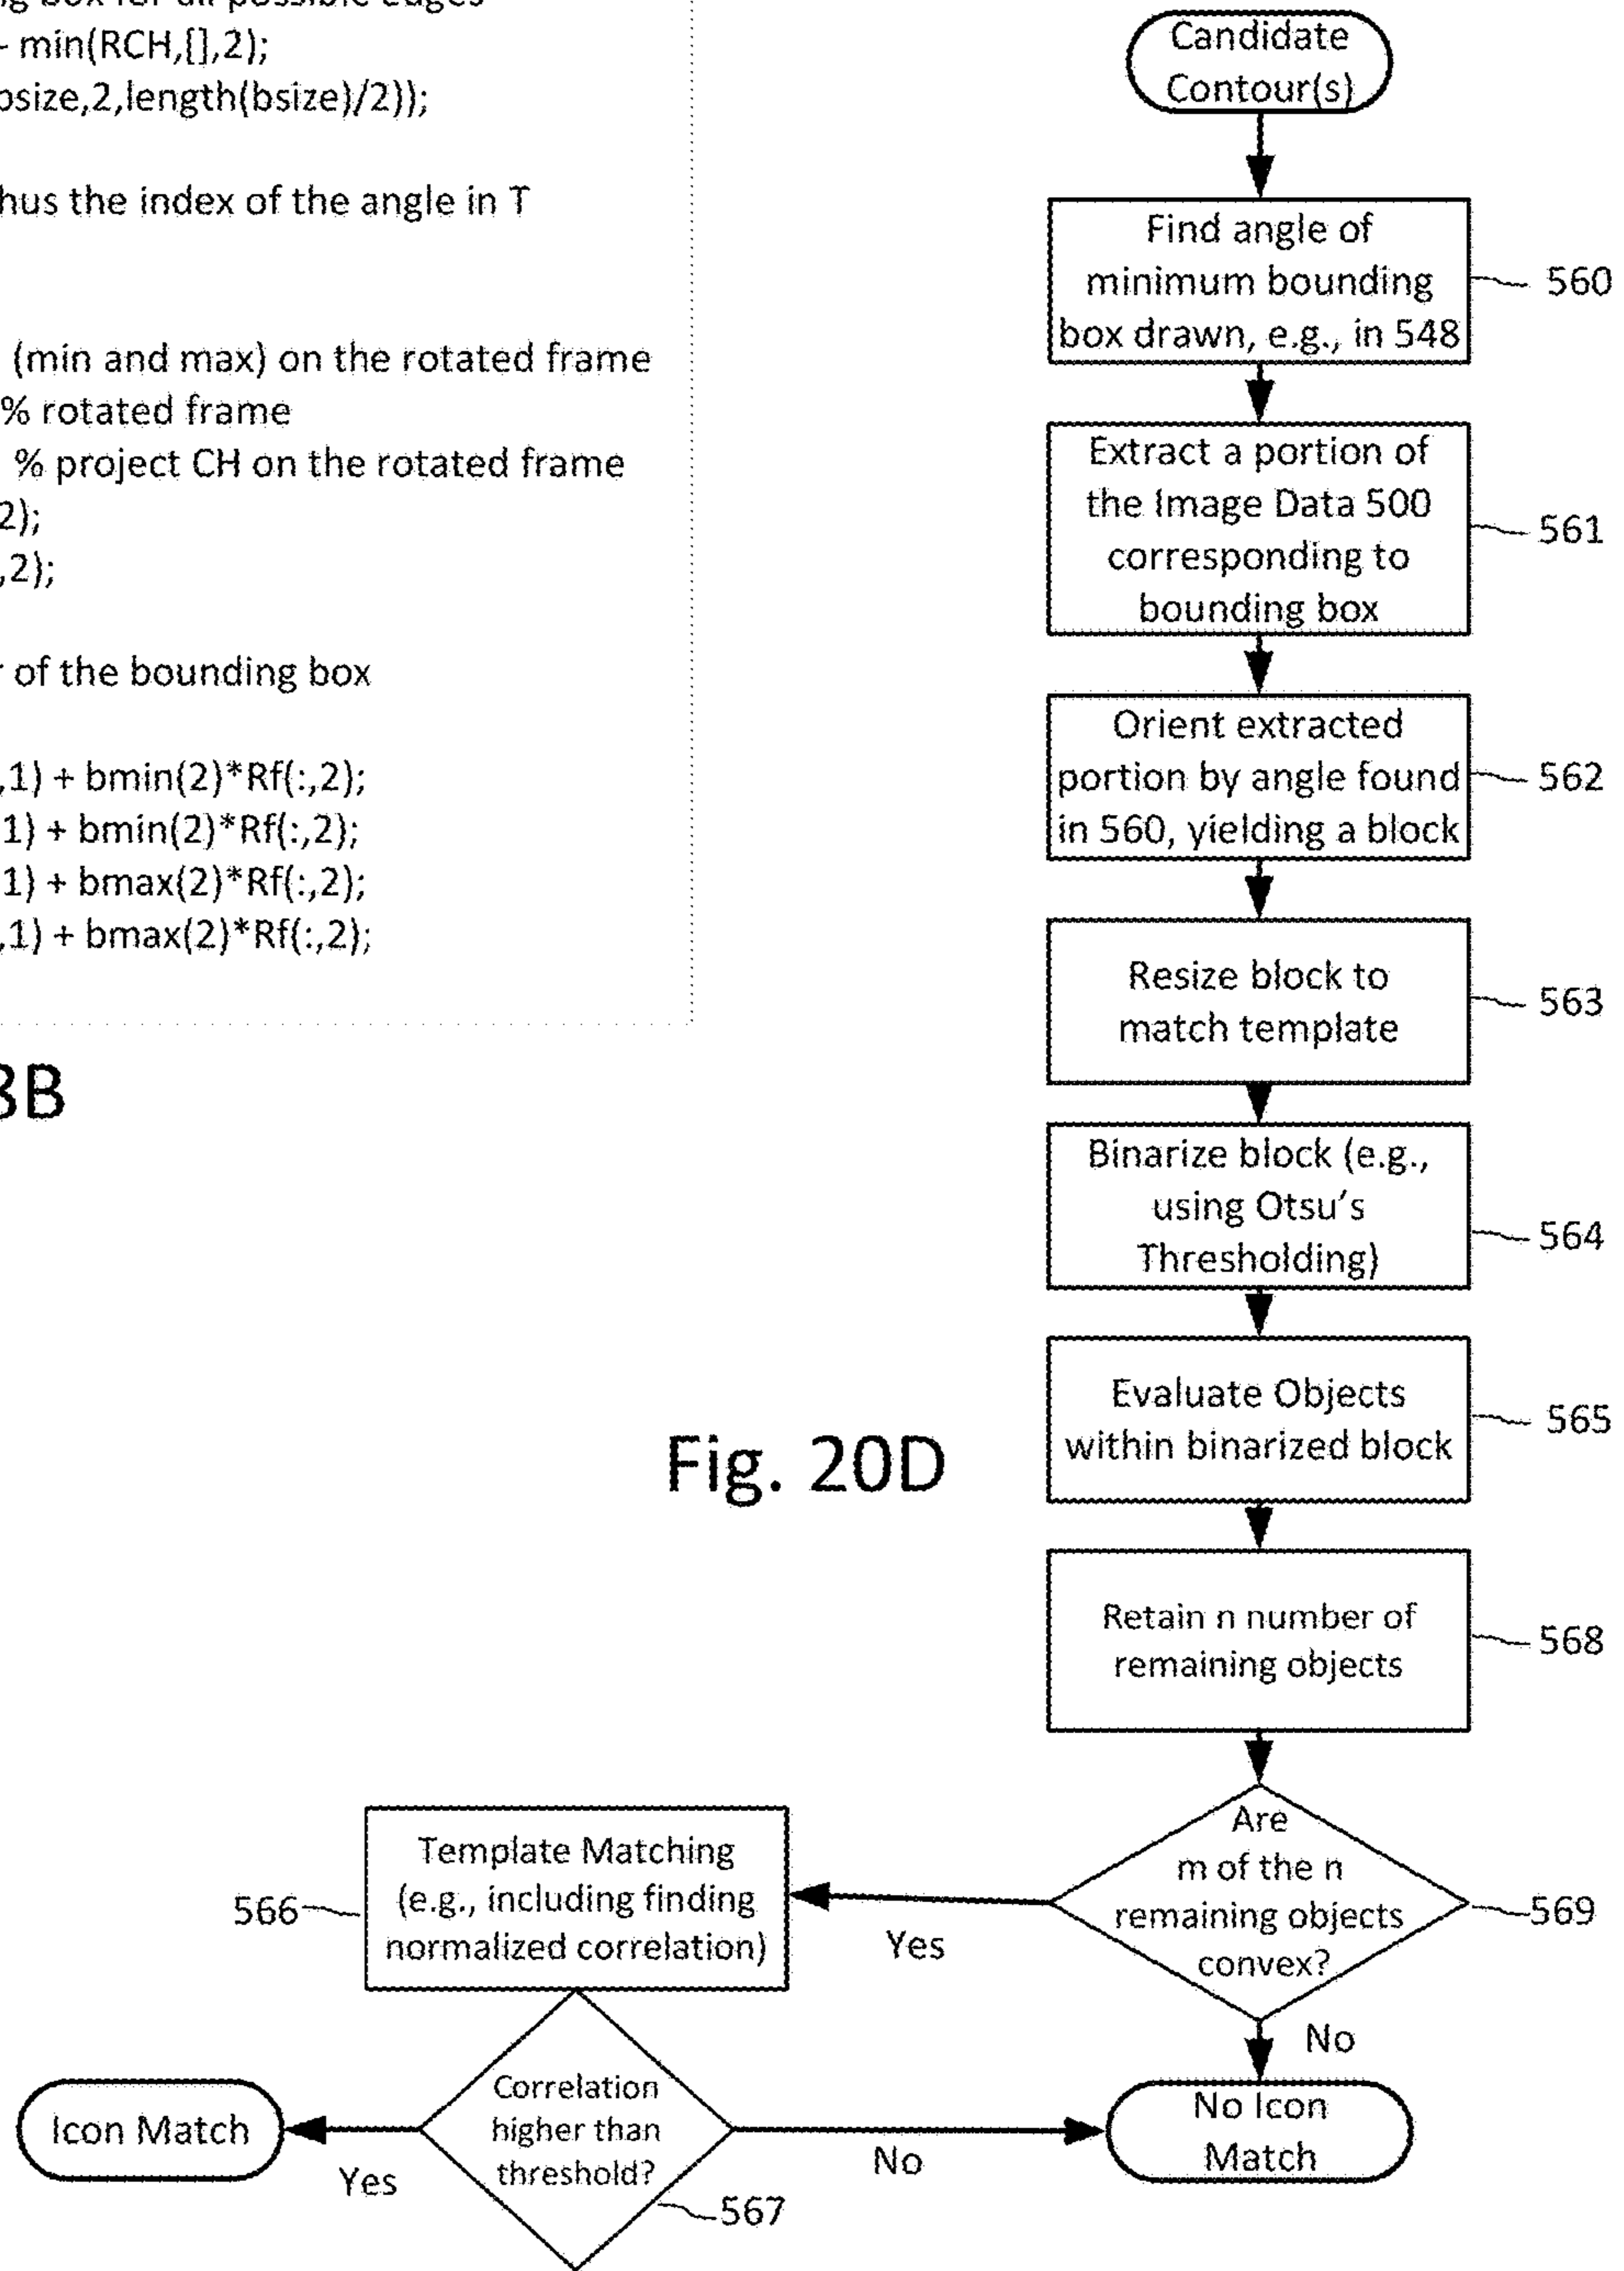 ng box for all possible edges
- min(RCH,[],2);
bsize,2,length(bsize)/2));
hus the index of the angle in T
(min and max) on the rotated frame
% rotated frame
% project CH on the rotated frame
2);
,2);
r of the bounding box
,1) + bmin(2)*Rf(:,2);
1) + bmin(2)*Rf(:,2);
1) + bmax(2)*Rf(:,2);
,1) + bmax(2)*Rf(:,2);
3B
Candidate
Contour(s)
Find angle of
minimum bounding
box drawn, e.g., in 548
560
Extract a portion of
the Image Data 500
corresponding to
bounding box
561
Orient extracted
portion by angle found
in 560, yielding a block
562
Resize block to
match template
563
Binarize block (e.g.,
using Otsu's
Thresholding)
564
Evaluate Objects
within binarized block
565
Fig. 20D
Retain n number of
remaining objects
568
Are
m of the n
remaining objects
convex?
569
Yes
No
Template Matching
(e.g., including finding
normalized correlation)
566
Correlation
higher than
threshold?
567
Yes
No
Icon Match
No Icon
Match